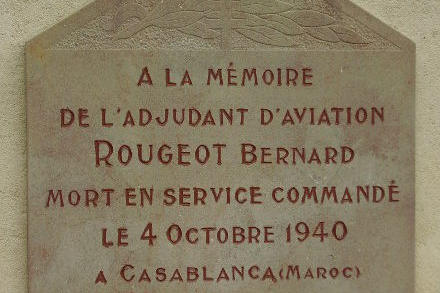 A LA MÉMOIRE
DE L'ADJUDANT D'AVIATION
ROUGEOT BERNARD
MORT EN SERVICE COMMANDÉ
LE 4 OCTOBRE 1940
A CASABLANCA (MAROC)